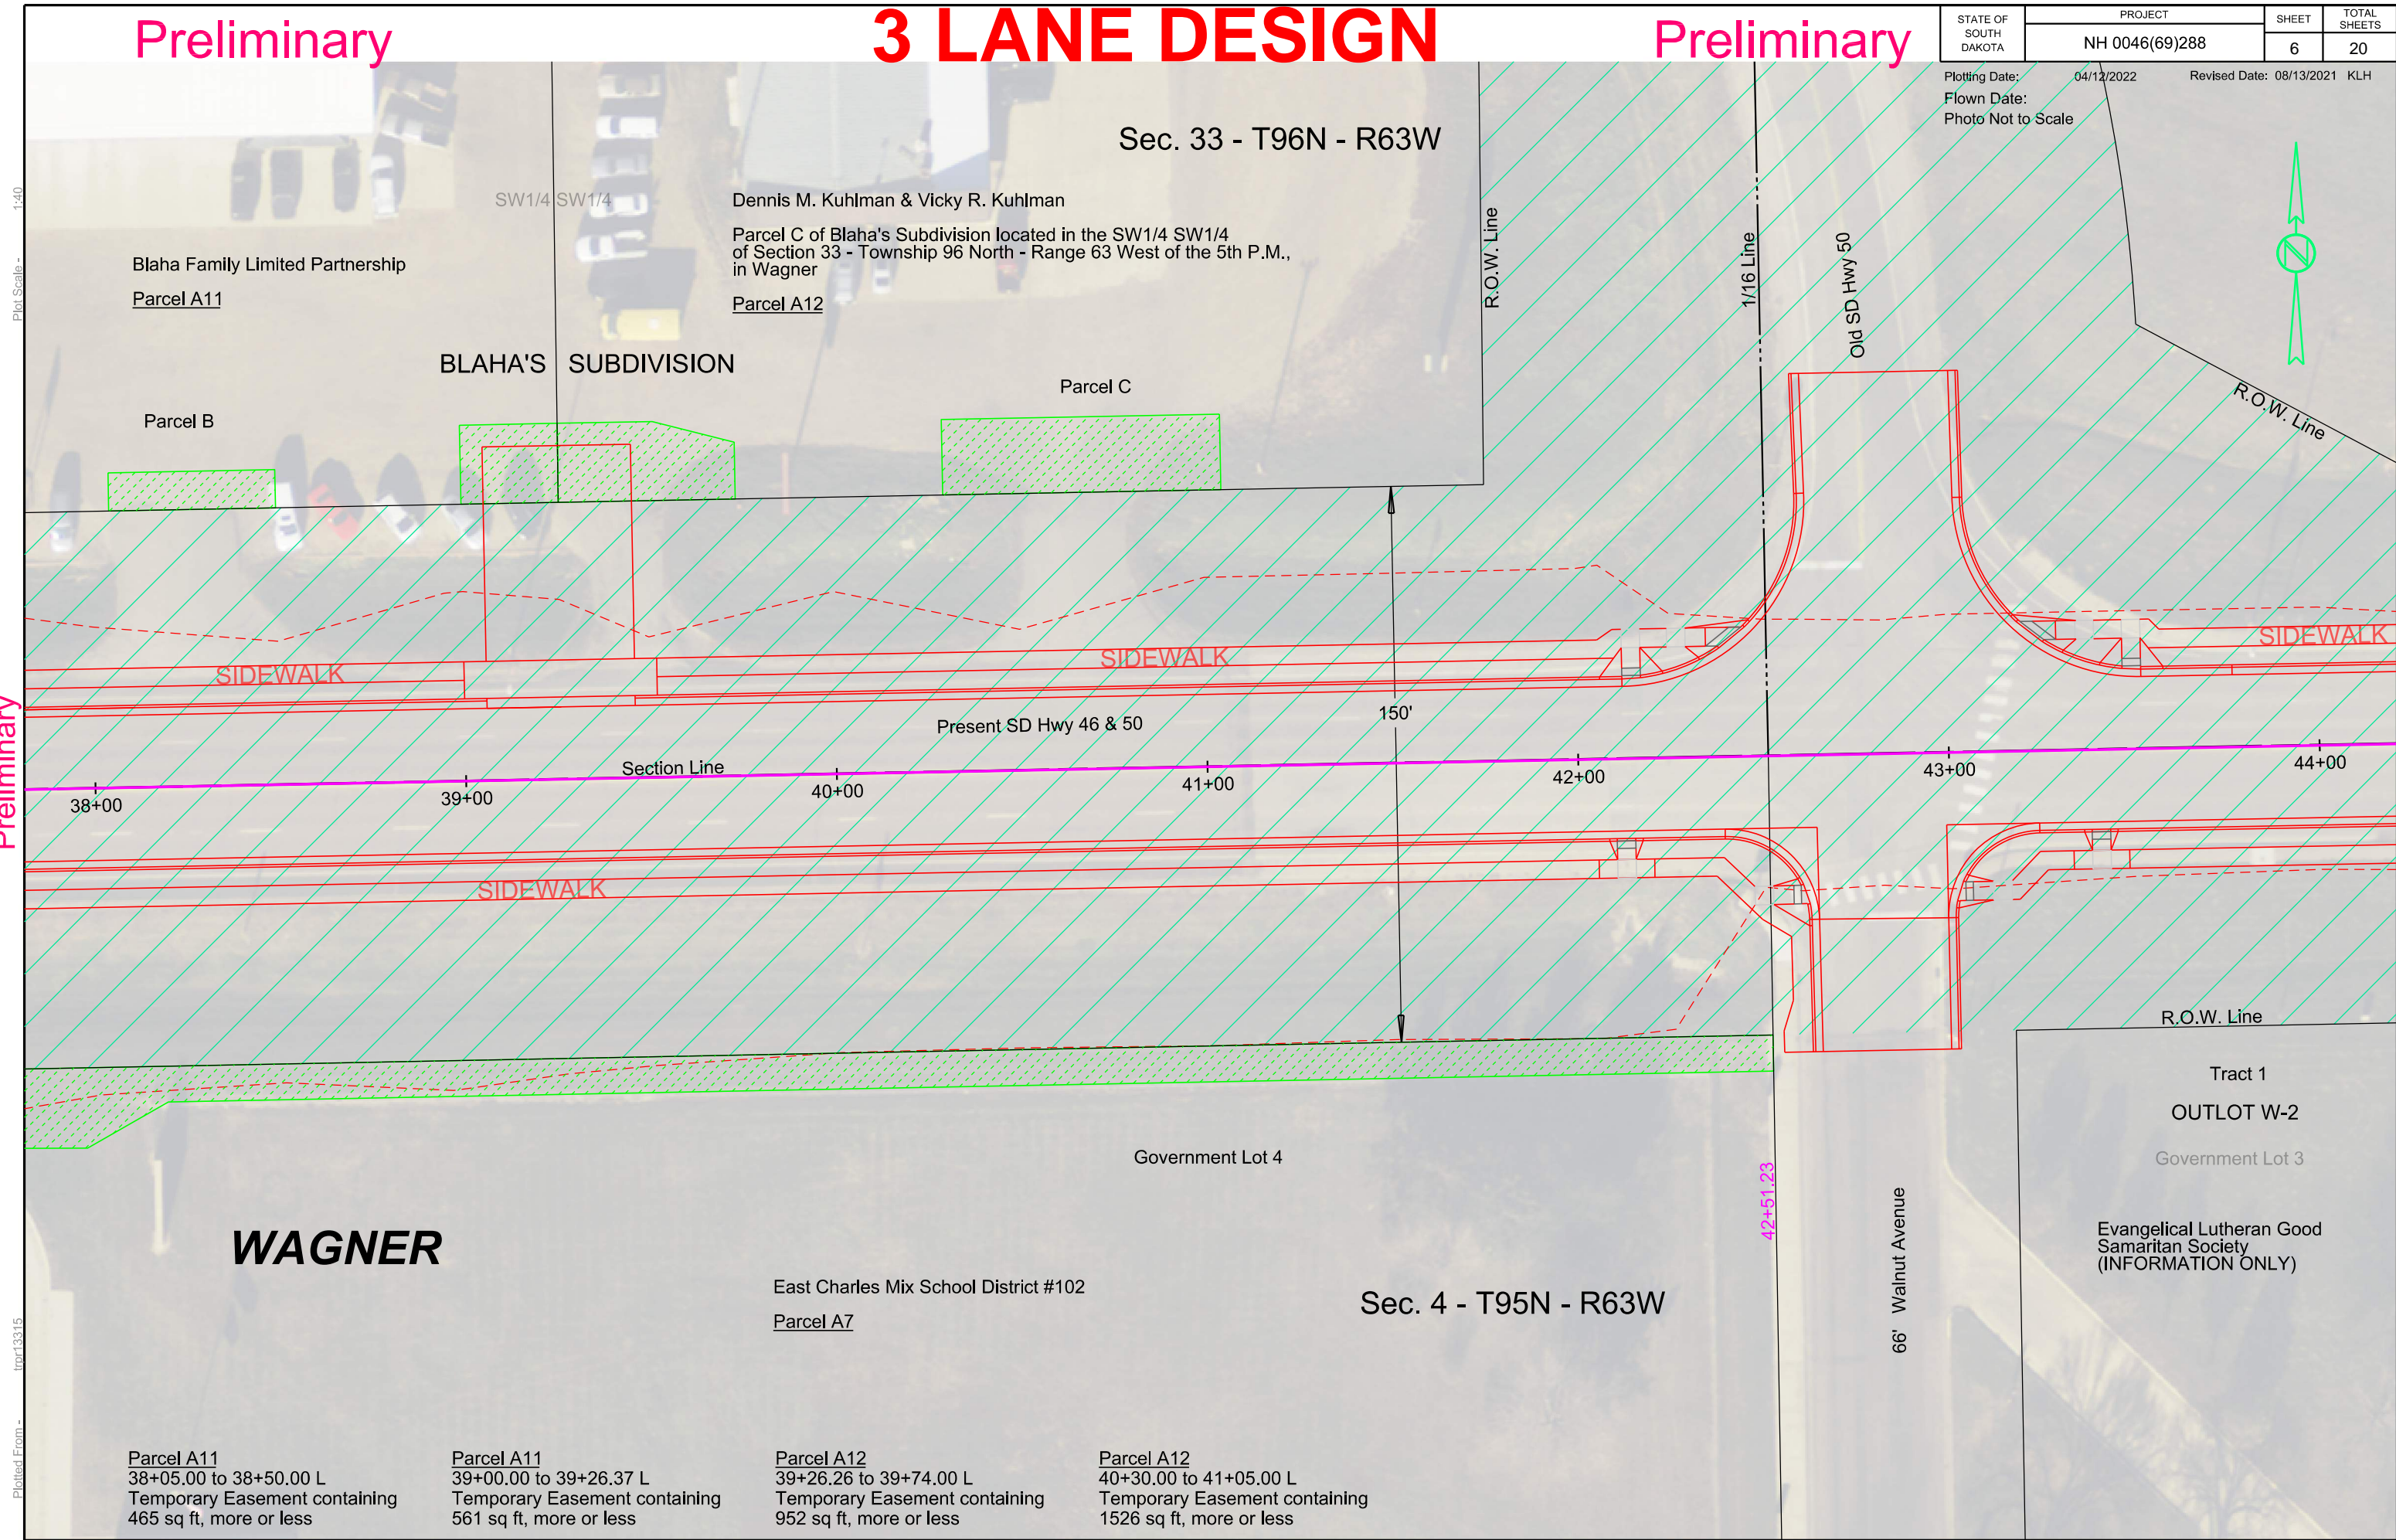 Preliminary
3 LANE DESIGN
Preliminary
STATE OF
SOUTH
DAKOTA
PROJECT
NH 0046(69)288
SHEET
6
TOTAL
SHEETS
20
Plotting Date: 04/12/2022 Revised Date: 08/13/2021 KLH
Flown Date:
Photo Not to Scale
Plot Scale - 1:40
Sec. 33 - T96N - R63W
SW1/4 SW1/4
Dennis M. Kuhlman & Vicky R. Kuhlman
Parcel C of Blaha's Subdivision located in the SW1/4 SW1/4
of Section 33 - Township 96 North - Range 63 West of the 5th P.M.,
in Wagner
Parcel A12
Blaha Family Limited Partnership
Parcel A11
R.O.W. Line
1/16 Line
Old SD Hwy 50
N
BLAHA'S SUBDIVISION
Parcel C
Parcel B
R.O.W. Line
SIDEWALK
SIDEWALK
SIDEWALK
Preliminary
Present SD Hwy 46 & 50
150'
Section Line
38+00
39+00
40+00
41+00
42+00
43+00
44+00
SIDEWALK
R.O.W. Line
Tract 1
OUTLOT W-2
Government Lot 3
Government Lot 4
42+51.23
66' Walnut Avenue
Evangelical Lutheran Good
Samaritan Society
(INFORMATION ONLY)
WAGNER
East Charles Mix School District #102
Parcel A7
Sec. 4 - T95N - R63W
Plotted From - trpr13315
Parcel A11
38+05.00 to 38+50.00 L
Temporary Easement containing
465 sq ft, more or less
Parcel A11
39+00.00 to 39+26.37 L
Temporary Easement containing
561 sq ft, more or less
Parcel A12
39+26.26 to 39+74.00 L
Temporary Easement containing
952 sq ft, more or less
Parcel A12
40+30.00 to 41+05.00 L
Temporary Easement containing
1526 sq ft, more or less